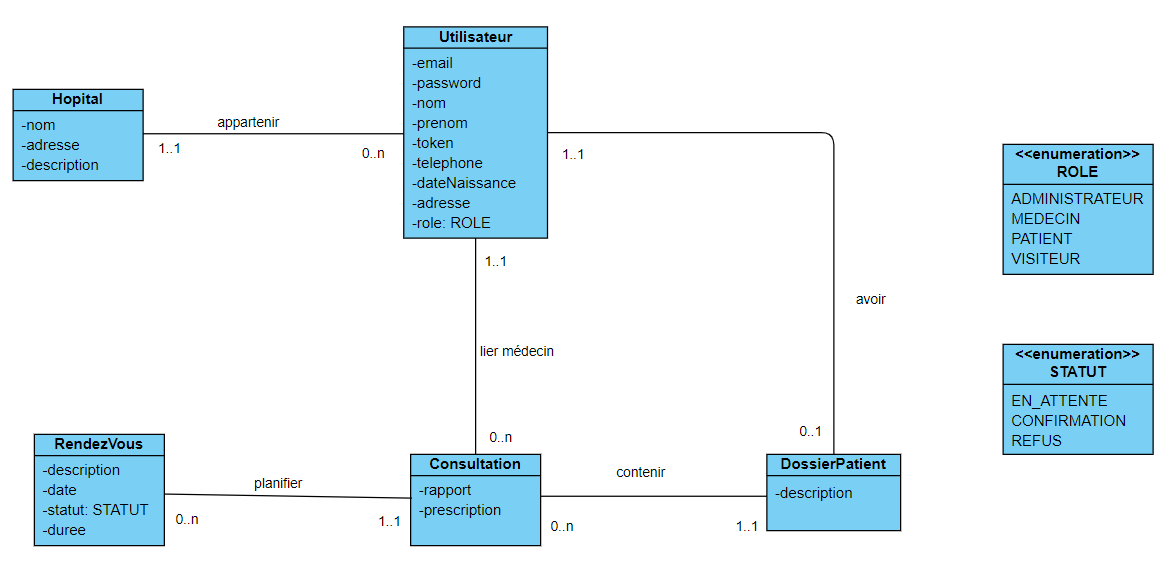 Utilisateur
-email
-password
-nom
-prenom
-token
-telephone
-dateNaissance
-adresse
-role: ROLE
Hopital
-nom
-adresse
-description
appartenir
1..1
0..n
1..1
<<enumeration>>
ROLE
ADMINISTRATEUR
MEDECIN
PATIENT
VISITEUR
1..1
avoir
lier médecin
<<enumeration>>
STATUT
EN_ATTENTE
CONFIRMATION
REFUS
0..n
0..1
RendezVous
-description
-date
-statut: STATUT
-duree
planifier
0..n
1..1
Consultation
-rapport
-prescription
contenir
0..n
1..1
DossierPatient
-description